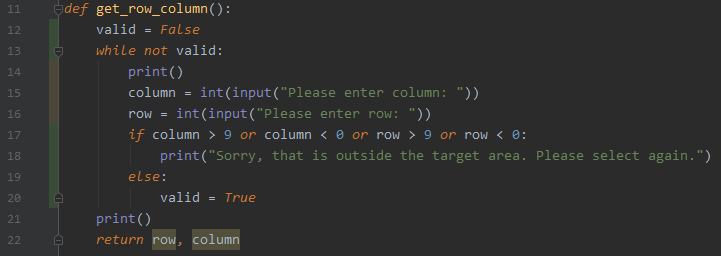 11 def get_row_column():
12     valid = False
13     while not valid:
14         print()
15         column = int(input("Please enter column: "))
16         row = int(input("Please enter row: "))
17         if column > 9 or column < 0 or row > 9 or row < 0:
18             print("Sorry, that is outside the target area. Please select again.")
19         else:
20             valid = True
21     print()
22     return row, column